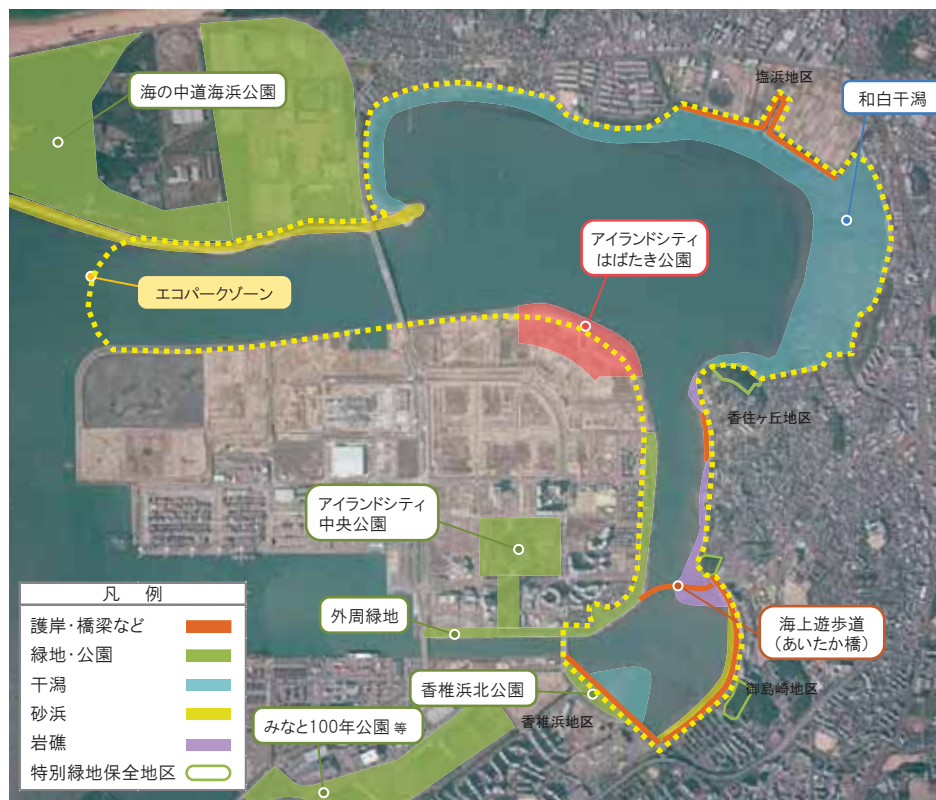 塩浜地区
海の中道海浜公園
和白干潟
アイランドシティ
はばたき公園
エコパークゾーン
香住ヶ丘地区
アイランドシティ
中央公園
外周緑地
海上遊歩道
(あいたか橋)
香椎浜北公園
御島崎地区
香椎浜地区
みなと100年公園 等
凡 例
護岸・橋梁など
緑地・公園
干潟
砂浜
岩礁
特別緑地保全地区